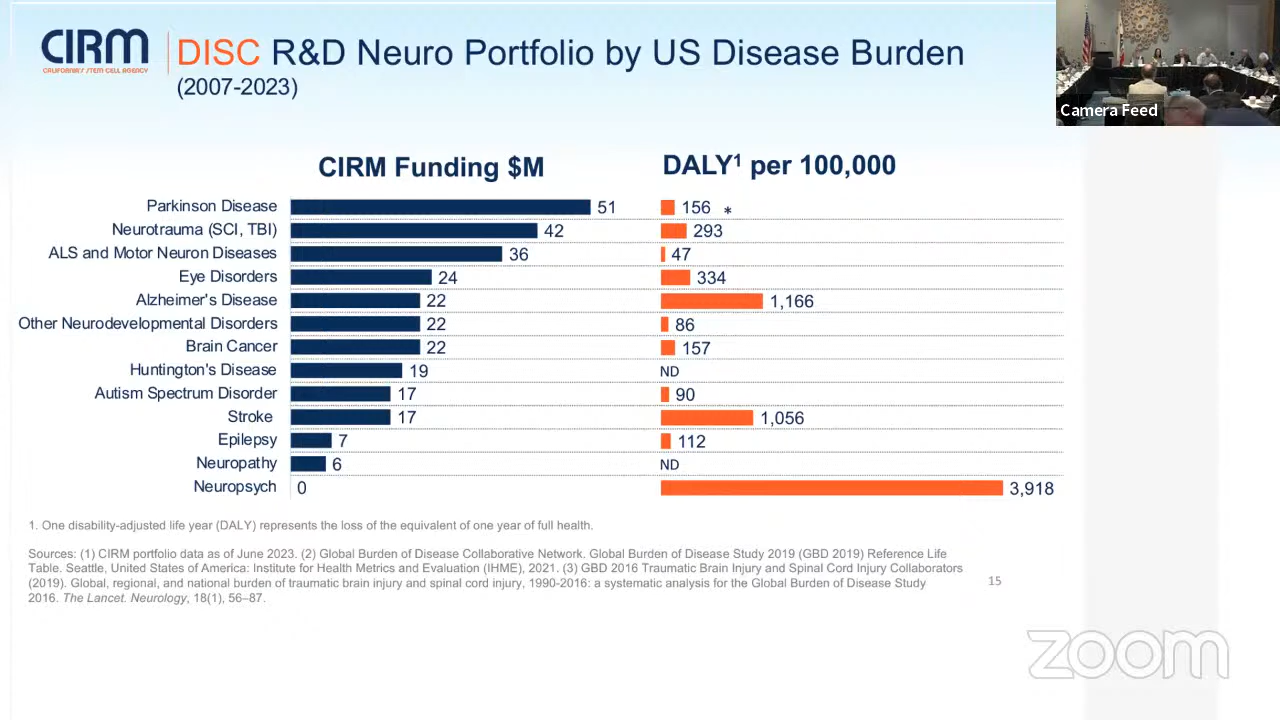 CIRM
CALIFORNIA'S STEM CELL AGENCY
DISC R&D Neuro Portfolio by US Disease Burden
(2007-2023)
Camera Feed
CIRM Funding $M
DALY¹ per 100,000
Parkinson Disease 51 156 *
Neurotrauma (SCI, TBI) 42 293
ALS and Motor Neuron Diseases 36 47
Eye Disorders 24 334
Alzheimer's Disease 22 1,166
Other Neurodevelopmental Disorders 22 86
Brain Cancer 22 157
Huntington's Disease 19 ND
Autism Spectrum Disorder 17 90
Stroke 17 1,056
Epilepsy 7 112
Neuropathy 6 ND
Neuropsych 0 3,918
1. One disability-adjusted life year (DALY) represents the loss of the equivalent of one year of full health.
Sources: (1) CIRM portfolio data as of June 2023. (2) Global Burden of Disease Collaborative Network. Global Burden of Disease Study 2019 (GBD 2019) Reference Life
Table. Seattle, United States of America: Institute for Health Metrics and Evaluation (IHME), 2021. (3) GBD 2016 Traumatic Brain Injury and Spinal Cord Injury Collaborators
(2019). Global, regional, and national burden of traumatic brain injury and spinal cord injury, 1990-2016: a systematic analysis for the Global Burden of Disease Study
2016. The Lancet. Neurology, 18(1), 56–87.
15
zoom